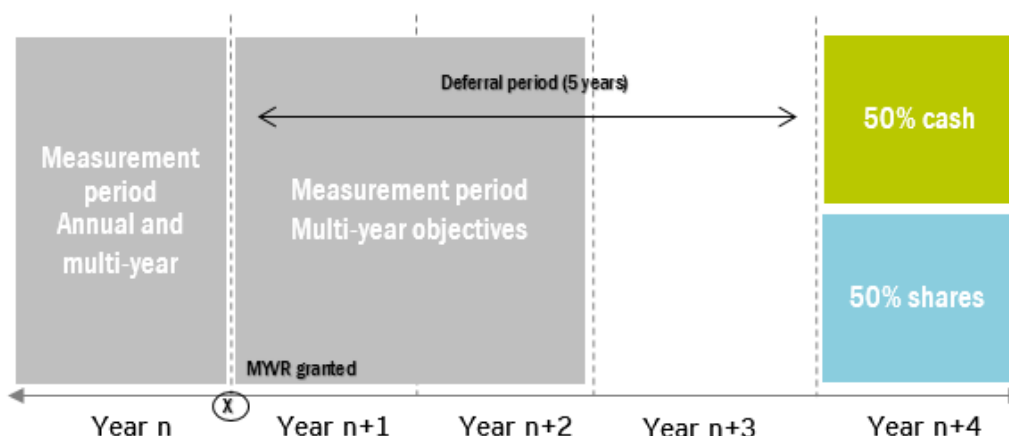 Deferral period (5 years)
Measurement
period
Annual and
multi-year
Measurement period
Multi-year objectives
50% cash
50% shares
MYVR granted
X
Year n
Year n+1
Year n+2
Year n+3
Year n+4